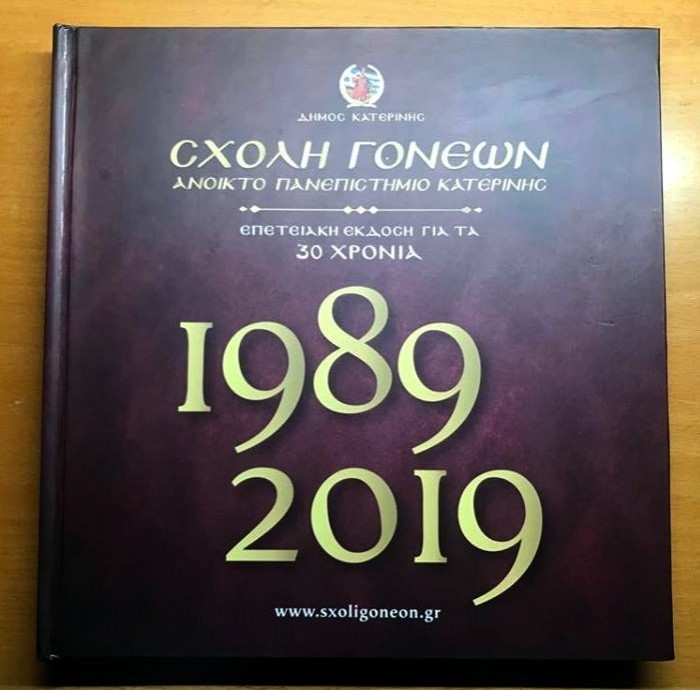 ΔΗΜΟΣ ΚΑΤΕΡΙΝΗΣ
ΣΧΟΛΗ ΓΟΝΕΩΝ
ΑΝΟΙΚΤΟ ΠΑΝΕΠΙΣΤΗΜΙΟ ΚΑΤΕΡΙΝΗΣ
ΕΠΕΤΕΙΑΚΗ ΕΚΔΟΣΗ ΓΙΑ ΤΑ
30 ΧΡΟΝΙΑ
1989
2019
www.sxoligoneon.gr